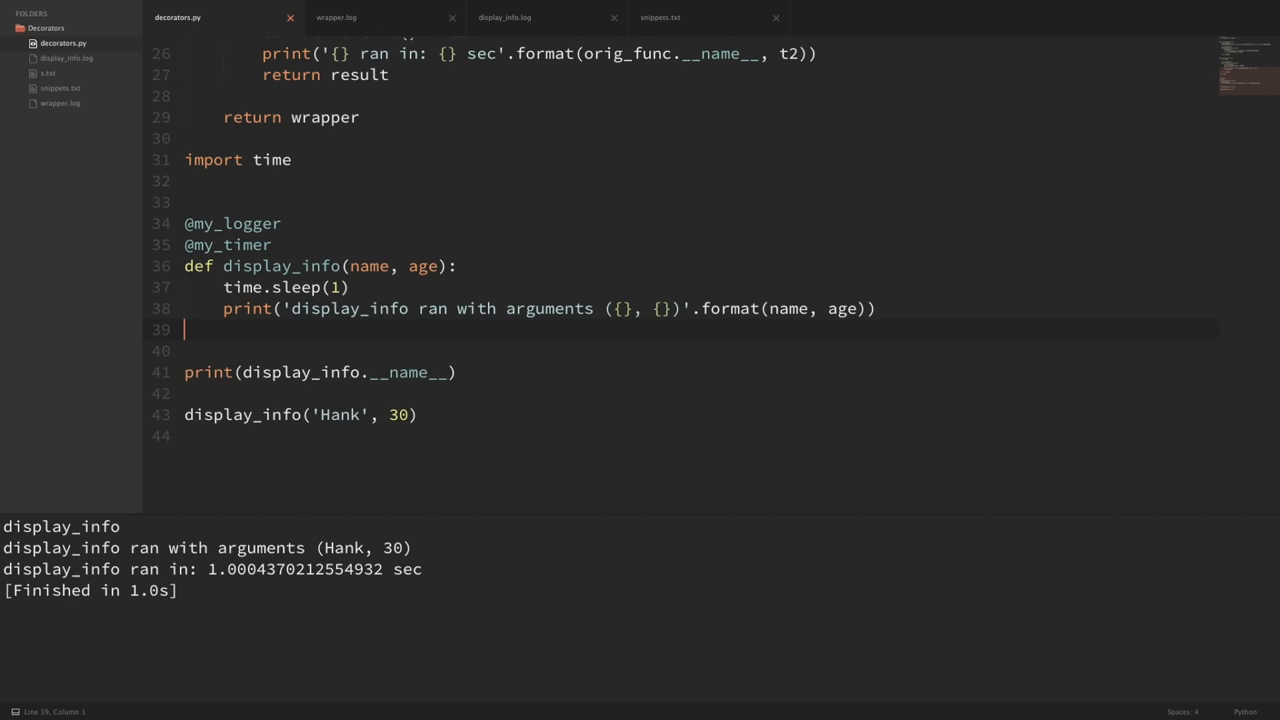 FOLDERS
Decorators
decorators.py
display_info.log
s.txt
snippets.txt
wrapper.log
decorators.py
wrapper.log
display_info.log
snippets.txt
26 print('{} ran in: {} sec'.format(orig_func.__name__, t2))
27 return result
28
29 return wrapper
30
31 import time
32
33
34 @my_logger
35 @my_timer
36 def display_info(name, age):
37 time.sleep(1)
38 print('display_info ran with arguments ({}, {})'.format(name, age))
39
40
41 print(display_info.__name__)
42
43 display_info('Hank', 30)
44
display_info
display_info ran with arguments (Hank, 30)
display_info ran in: 1.0004370212554932 sec
[Finished in 1.0s]
Line 39, Column 1
Spaces: 4
Python